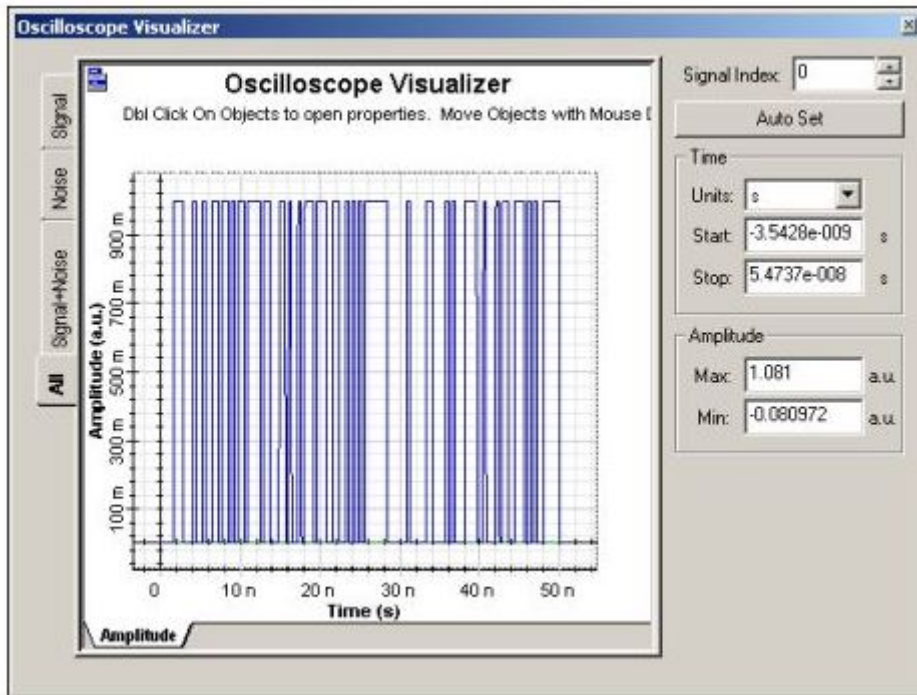 Oscilloscope Visualizer
Signal
Noise
Signal+Noise
All
Oscilloscope Visualizer
Dbl Click On Objects to open properties. Move Objects with Mouse D
Amplitude (a.u.)
900 m
700 m
500 m
300 m
100 m
0 10 n 20 n 30 n 40 n 50 n
Time (s)
Amplitude
Signal Index: 0
Auto Set
Time
Units: s
Start: -3.5428e-009 s
Stop: 5.4737e-008 s
Amplitude
Max: 1.081 a.u.
Min: -0.080972 a.u.